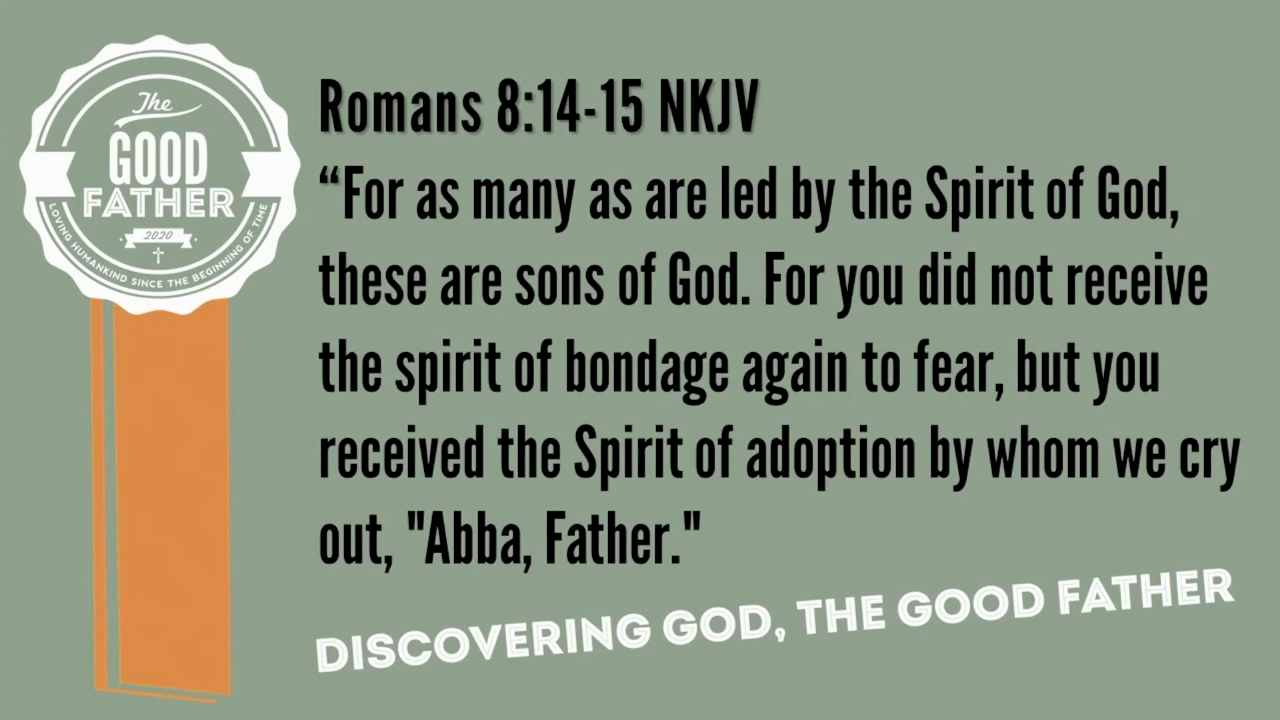 The
GOOD
FATHER
2020
LOVING HUMANKIND SINCE THE BEGINNING OF TIME
Romans 8:14-15 NKJV
“For as many as are led by the Spirit of God,
these are sons of God. For you did not receive
the spirit of bondage again to fear, but you
received the Spirit of adoption by whom we cry
out, "Abba, Father."
DISCOVERING GOD, THE GOOD FATHER